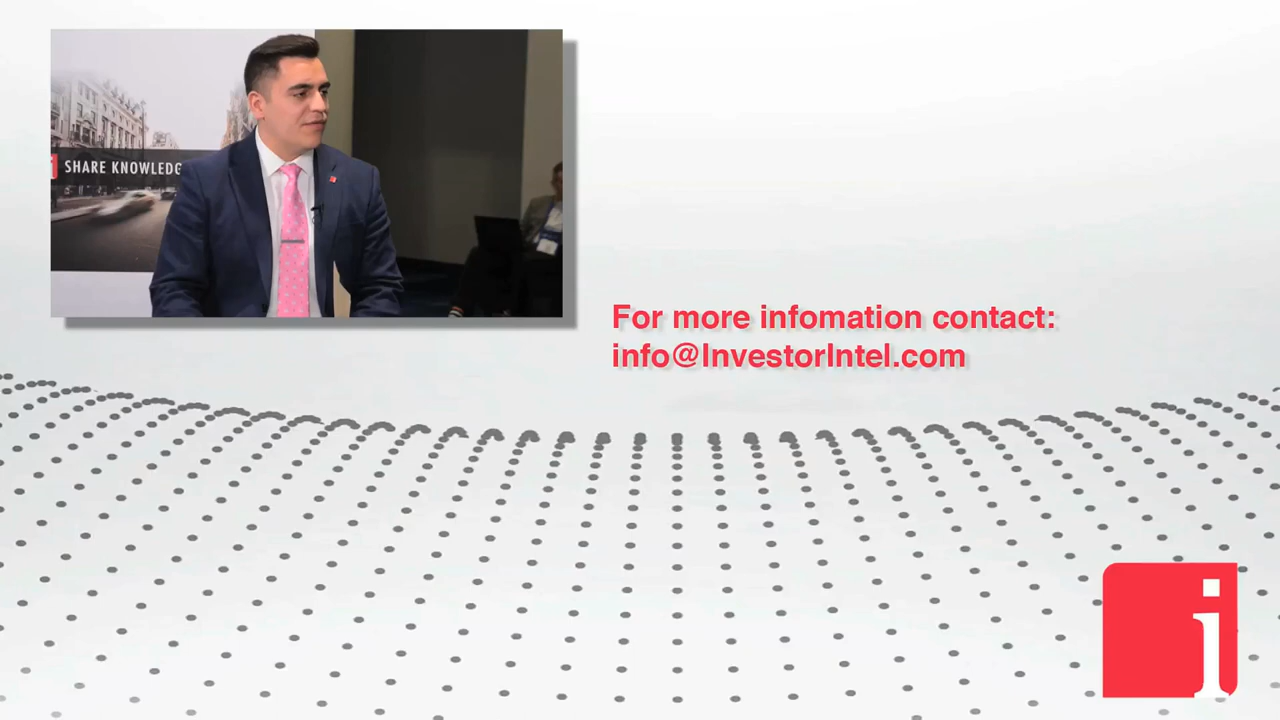 SHARE KNOWLEDG
For more infomation contact:
info@InvestorIntel.com
i